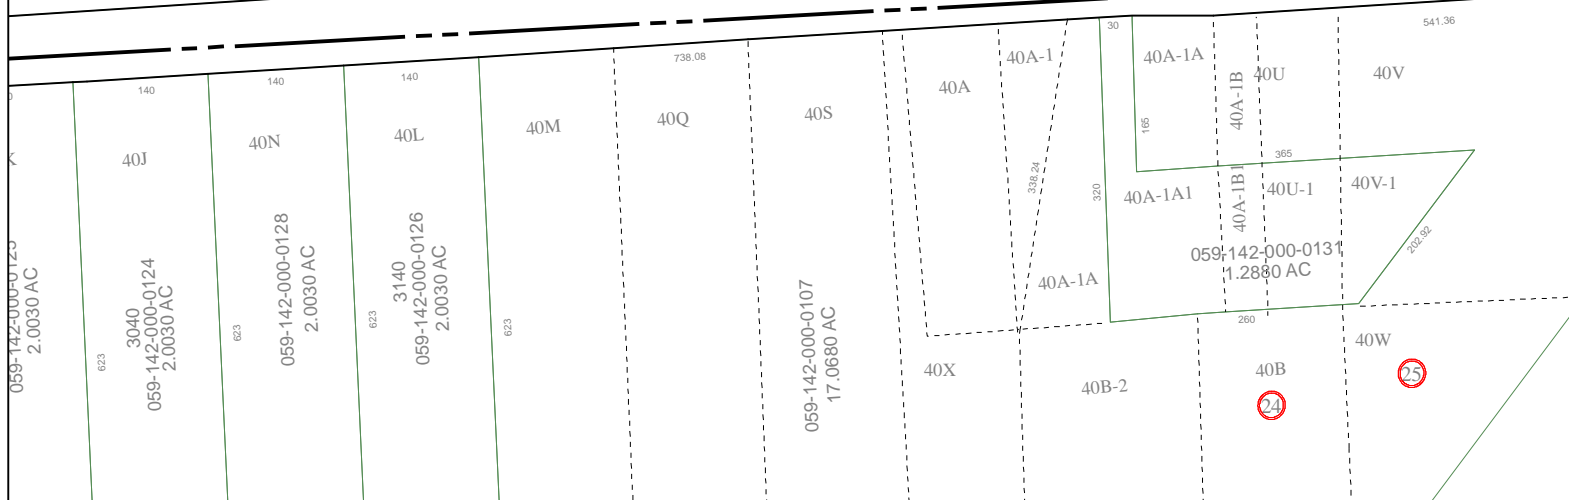 541.36
30
738.08
140
140
140
40A-1
40A-1A
40A
40A-1B
40U
40V
40S
40Q
40M
40L
40N
40J
165
365
338.24
320
40A-1A1
40A-1B1
40U-1
40V-1
202.92
059-142-000-0131
1.2880 AC
40A-1A
260
059-142-000-0123
2.0030 AC
3040
059-142-000-0124
2.0030 AC
059-142-000-0128
2.0030 AC
3140
059-142-000-0126
2.0030 AC
059-142-000-0107
17.0680 AC
623
623
623
623
40X
40B-2
40B
24
40W
25